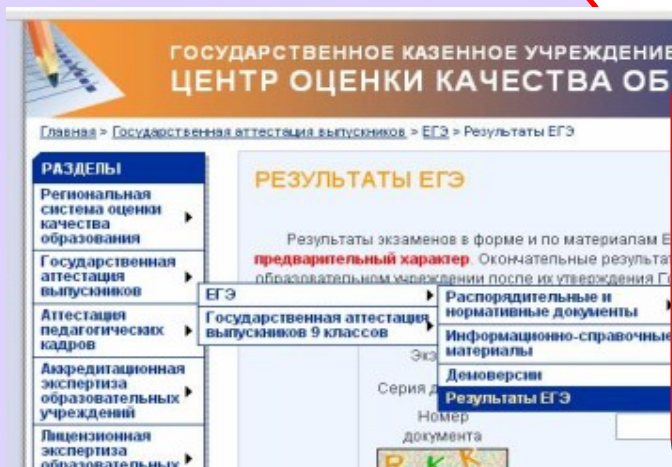 ГОСУДАРСТВЕННОЕ КАЗЕННОЕ УЧРЕЖДЕНИЕ
ЦЕНТР ОЦЕНКИ КАЧЕСТВА ОБ
Главная > Государственная аттестация выпускников > ЕГЭ > Результаты ЕГЭ
РАЗДЕЛЫ
Региональная
система оценки
качества
образования
Государственная
аттестация
выпускников
Аттестация
педагогических
кадров
Аккредитационная
экспертиза
образовательных
учреждений
Лицензионная
экспертиза
образовательных
РЕЗУЛЬТАТЫ ЕГЭ
Результаты экзаменов в форме и по материалам Е
предварительный характер. Окончательные результа
образовательном учреждении после их утверждения Г
ЕГЭ
Государственная аттестация
выпускников 9 классов
Распорядительные и
нормативные документы
Информационно-справочные
материалы
Демоверсии
Результаты ЕГЭ
Экз
Серия д
Номер
документа